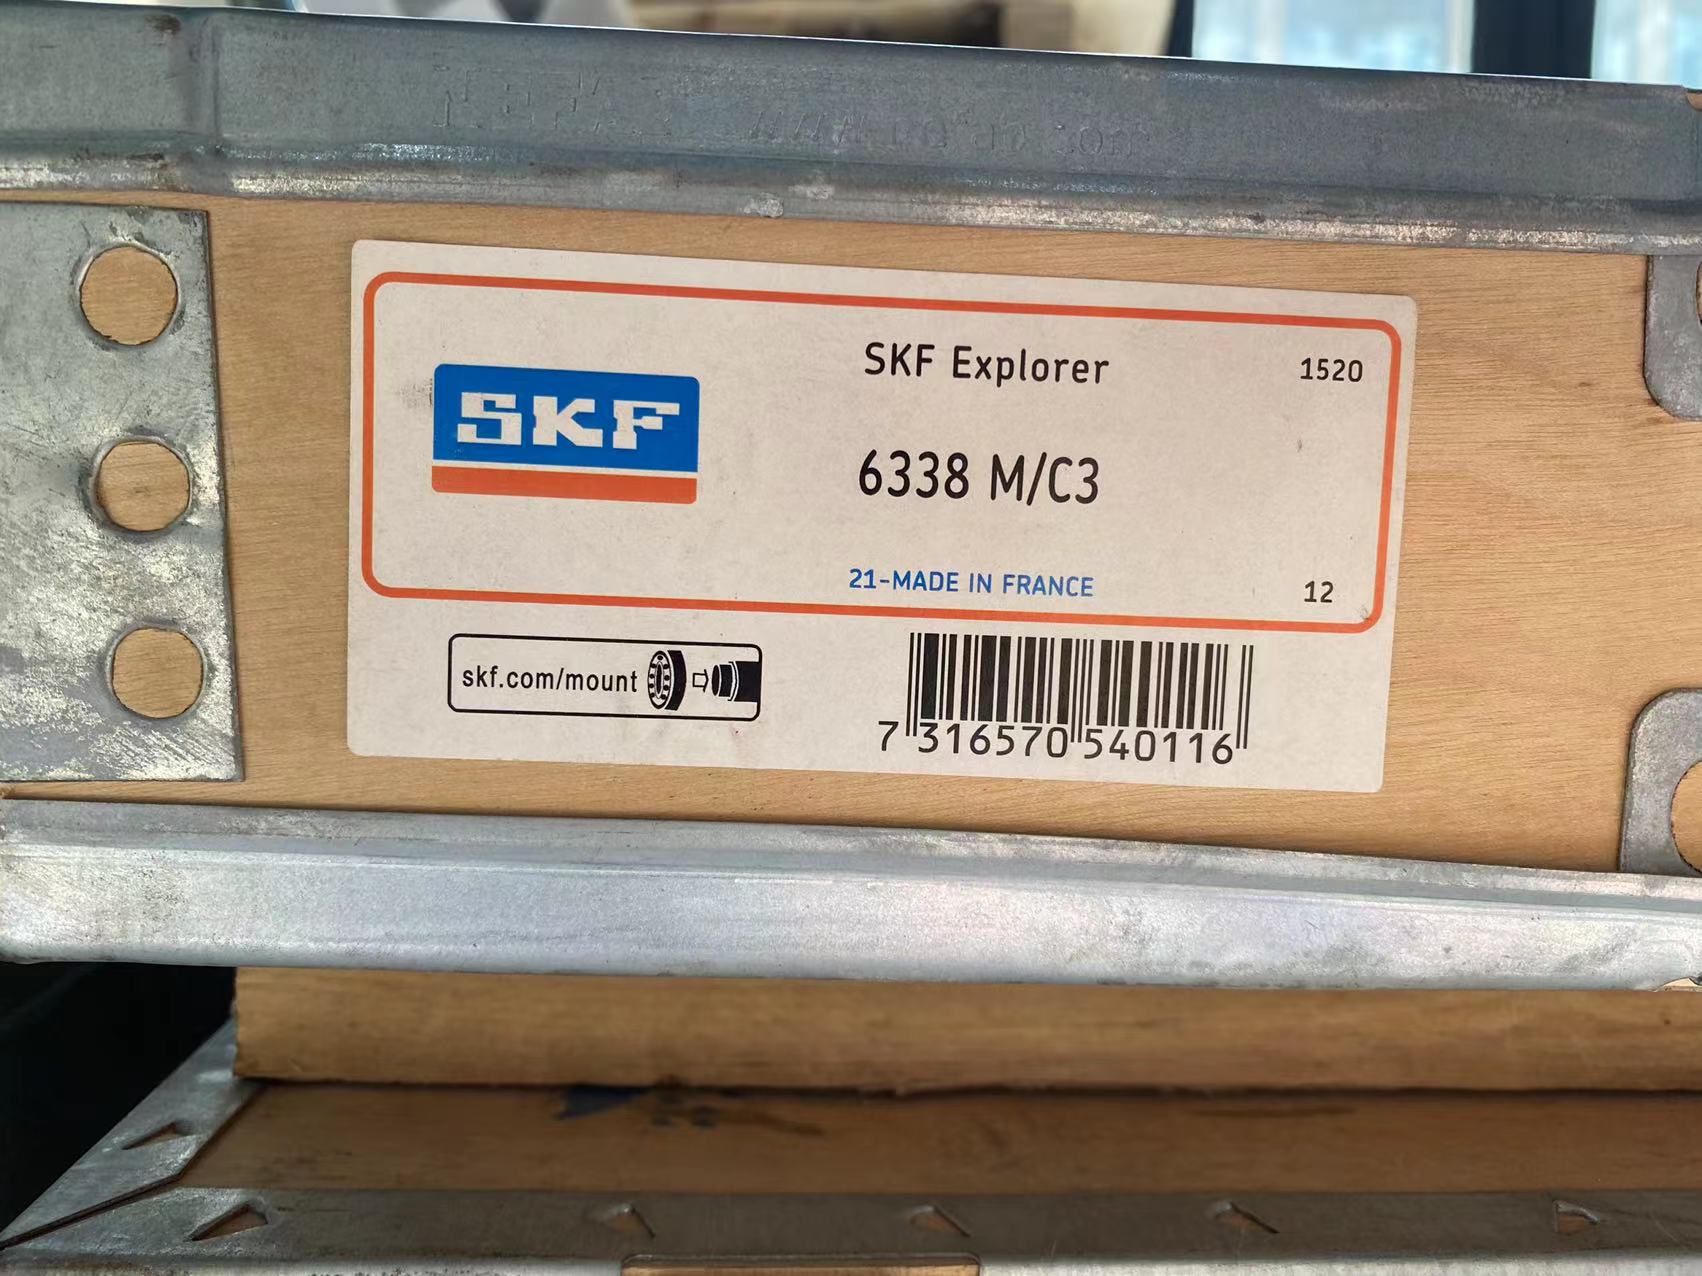 SKF
SKF Explorer
1520
6338 M/C3
21-MADE IN FRANCE
12
skf.com/mount
7 316570 540116